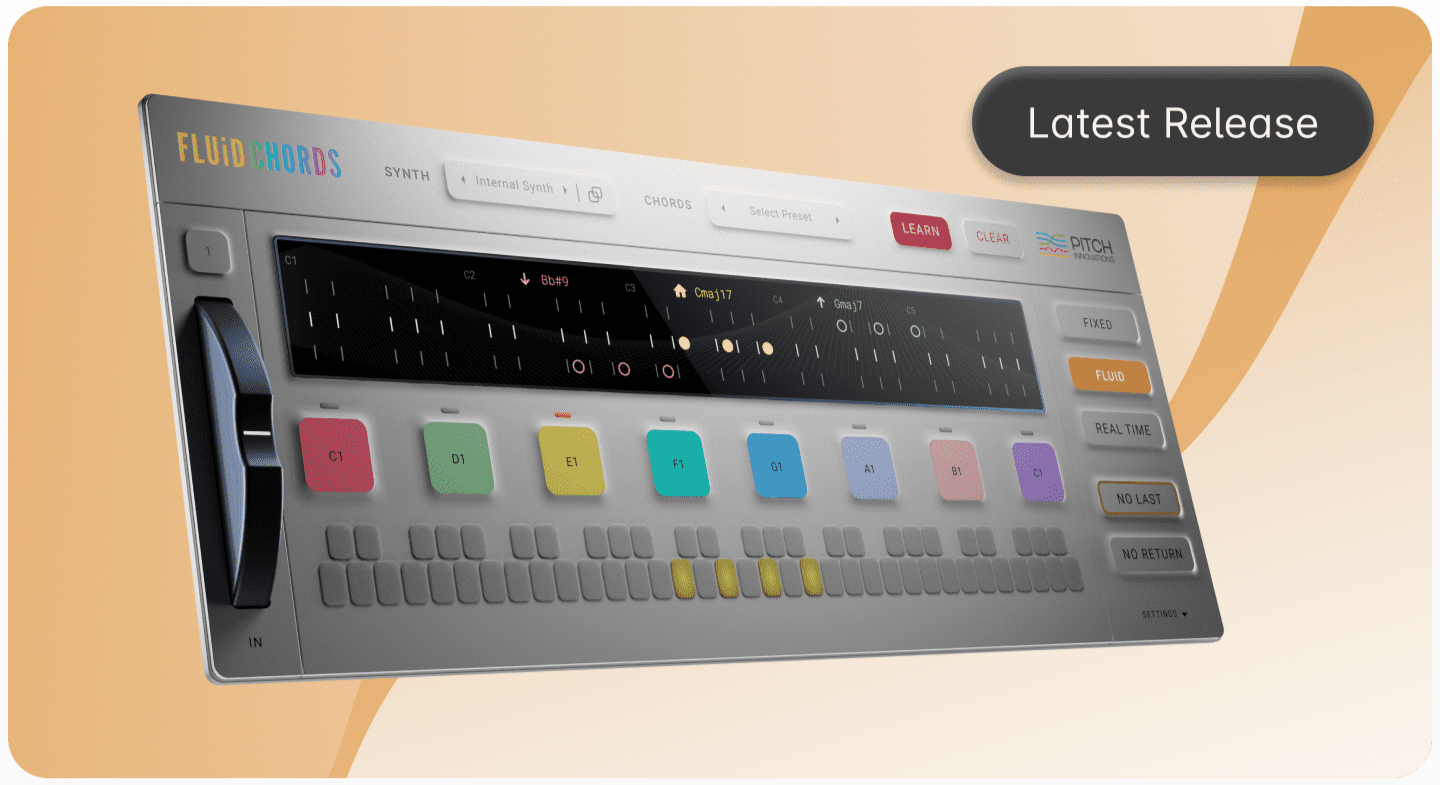 Latest Release
FLUiD CHORDS
SYNTH
Internal Synth
CHORDS
Select Preset
LEARN
CLEAR
PITCH
INNOVATIONS
1
C1
C2
Bb#9
C3
Cmaj17
C4
Gmaj7
C5
FIXED
FLUID
REAL TIME
NO LAST
NO RETURN
SETTINGS
C1
D1
E1
F1
G1
A1
B1
C1
IN